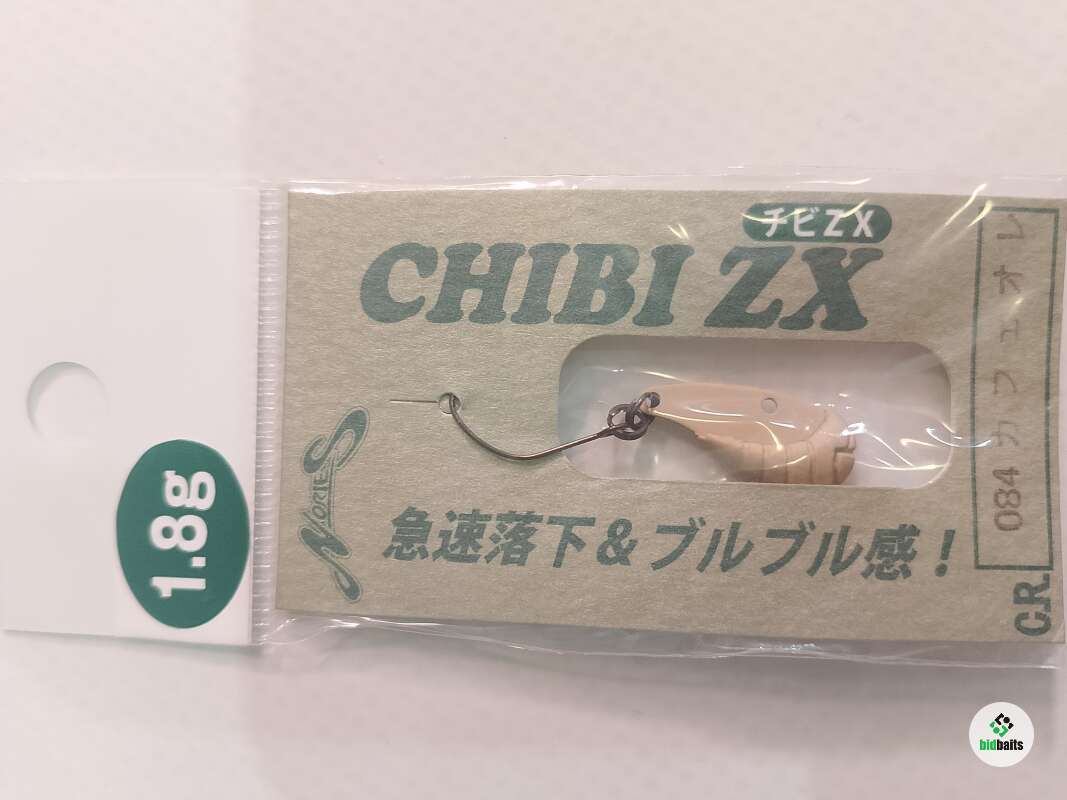 チビZX
CHIBI ZX
NORIES
急速落下&ブルブル感!
084 カフェオレ
C.R.
1.8g
bidbaits